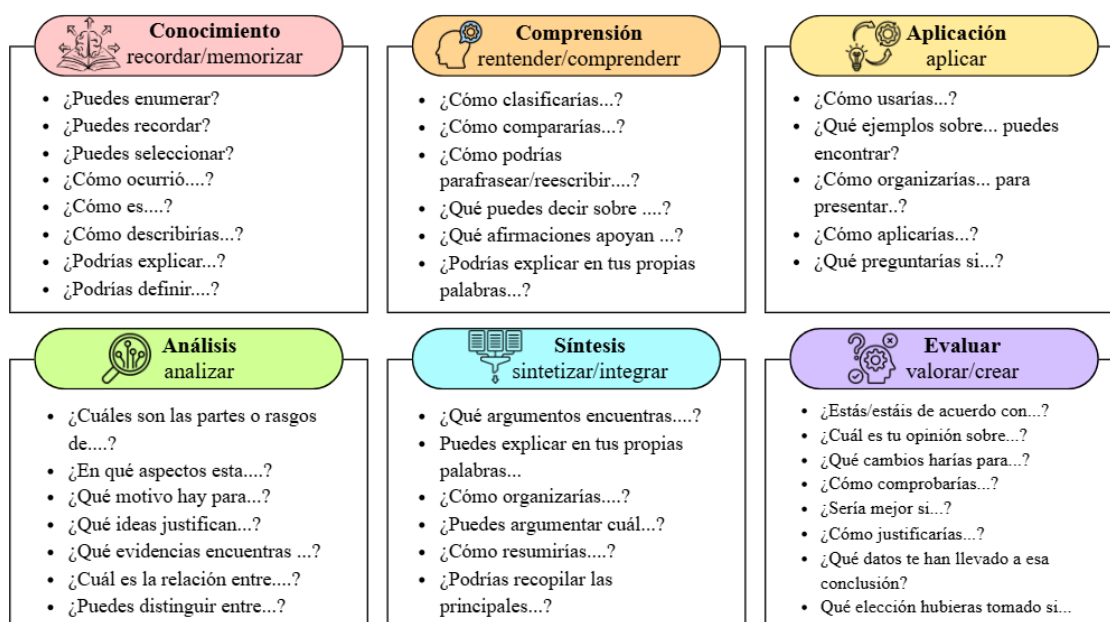 Conocimiento
recordar/memorizar
• ¿Puedes enumerar?
• ¿Puedes recordar?
• ¿Puedes seleccionar?
• ¿Cómo ocurrió....?
• ¿Cómo es....?
• ¿Cómo describirías...?
• ¿Podrías explicar...?
• ¿Podrías definir....?
Comprensión
rentender/comprenderr
• ¿Cómo clasificarías...?
• ¿Cómo compararías...?
• ¿Cómo podrías
parafrasear/reescribir....?
• ¿Qué puedes decir sobre ....?
• ¿Qué afirmaciones apoyan ...?
• ¿Podrías explicar en tus propias
palabras...?
Aplicación
aplicar
• ¿Cómo usarías...?
• ¿Qué ejemplos sobre... puedes
encontrar?
• ¿Cómo organizarías... para
presentar..?
• ¿Cómo aplicarías...?
• ¿Qué preguntarías si...?
Análisis
analizar
• ¿Cuáles son las partes o rasgos
de....?
• ¿En qué aspectos esta....?
• ¿Qué motivo hay para...?
• ¿Qué ideas justifican...?
• ¿Qué evidencias encuentras ...?
• ¿Cuál es la relación entre....?
• ¿Puedes distinguir entre...?
Síntesis
sintetizar/integrar
• ¿Qué argumentos encuentras....?
• Puedes explicar en tus propias
palabras...
• ¿Cómo organizarías....?
• ¿Puedes argumentar cuál...?
• ¿Cómo resumirías....?
• ¿Podrías recopilar las
principales...?
Evaluar
valorar/crear
• ¿Estás/estáis de acuerdo con...?
• ¿Cuál es tu opinión sobre...?
• ¿Qué cambios harías para...?
• ¿Cómo comprobarías...?
• ¿Sería mejor si...?
• ¿Cómo justificarías...?
• ¿Qué datos te han llevado a esa
conclusión?
• Qué elección hubieras tomado si...